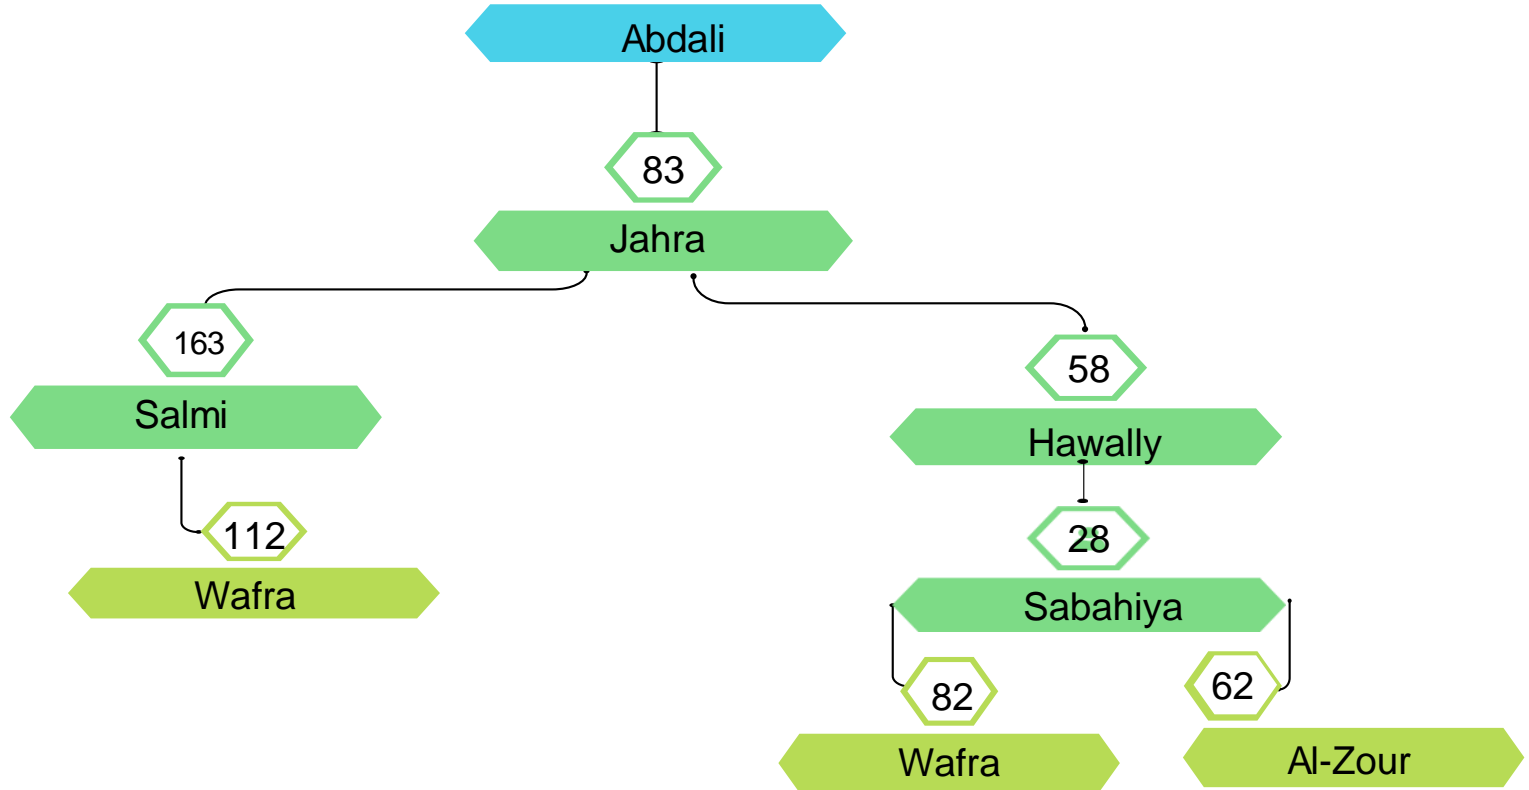 Abdali
83
Jahra
163
58
Salmi
Hawally
112
28
Wafra
Sabahiya
82
62
Wafra
Al-Zour